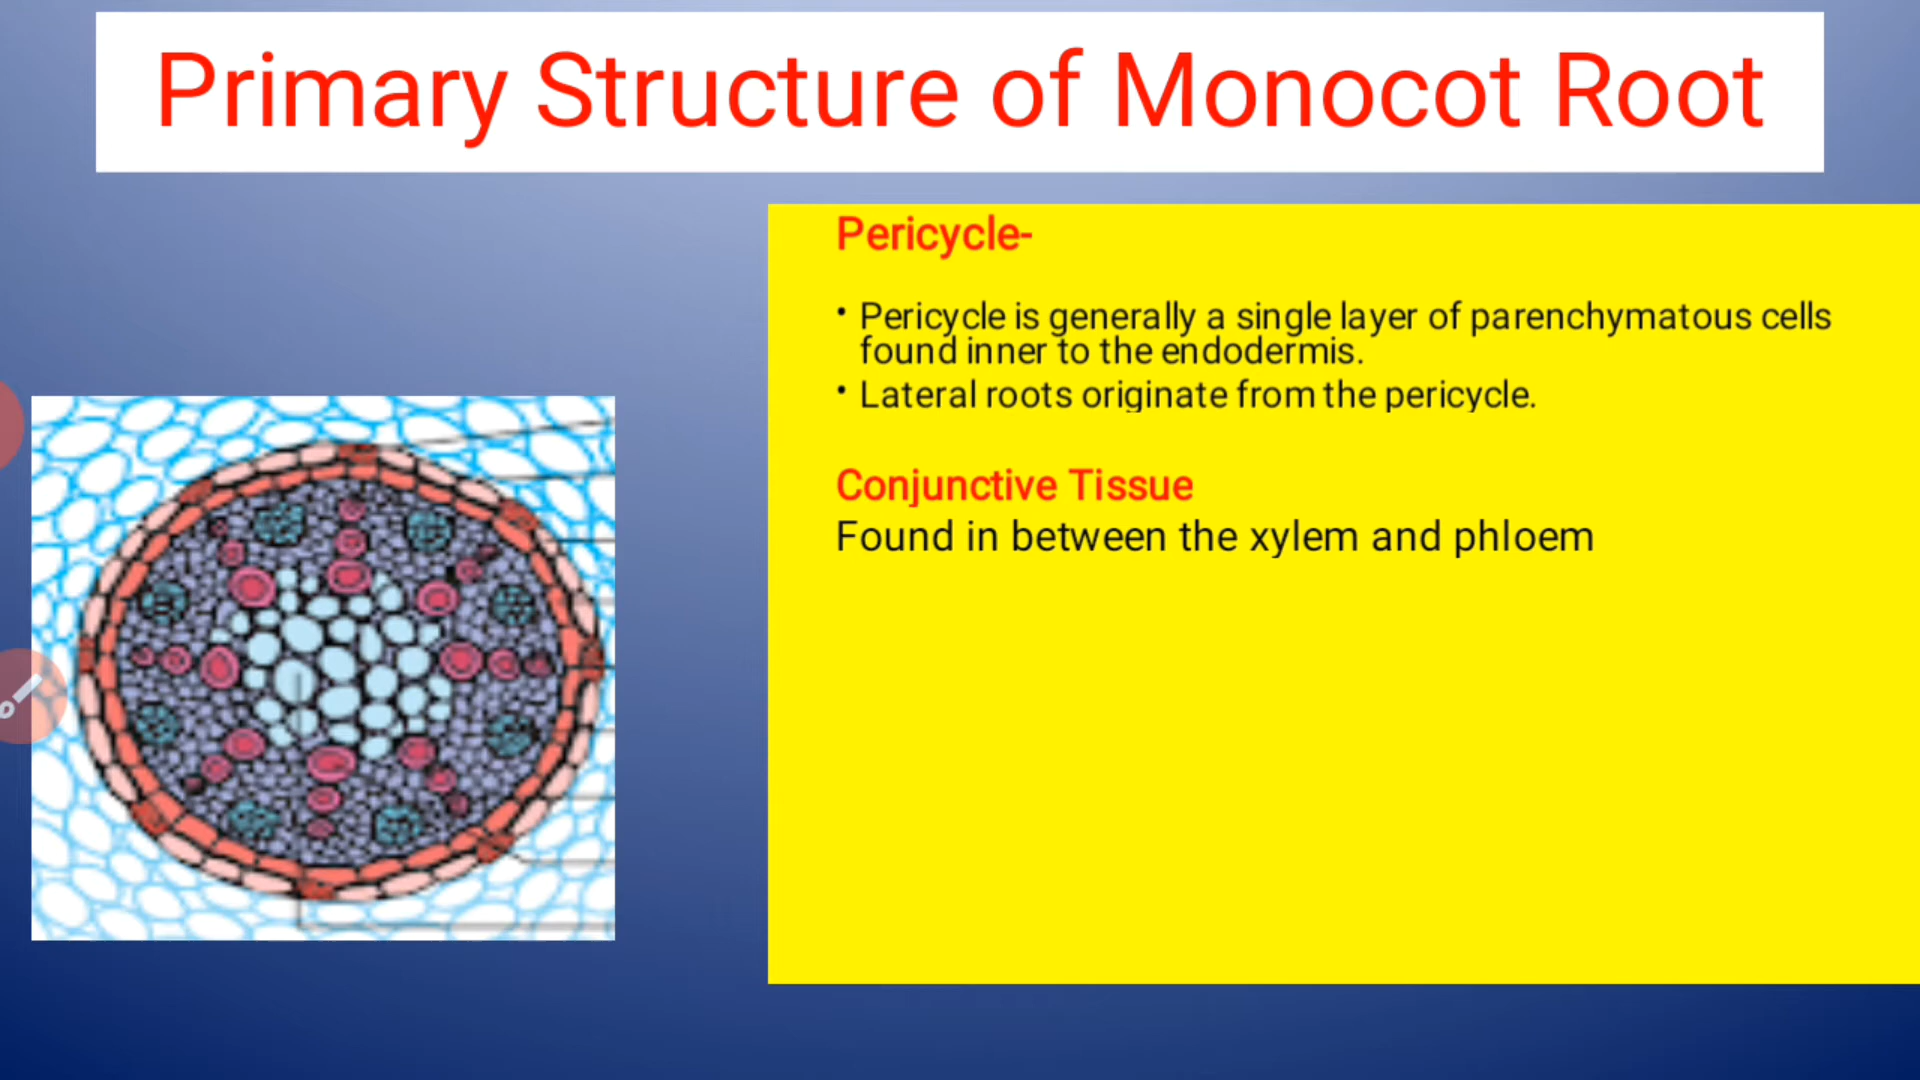 Primary Structure of Monocot Root
Pericycle-
• Pericycle is generally a single layer of parenchymatous cells
found inner to the endodermis.
• Lateral roots originate from the pericycle.
Conjunctive Tissue
Found in between the xylem and phloem